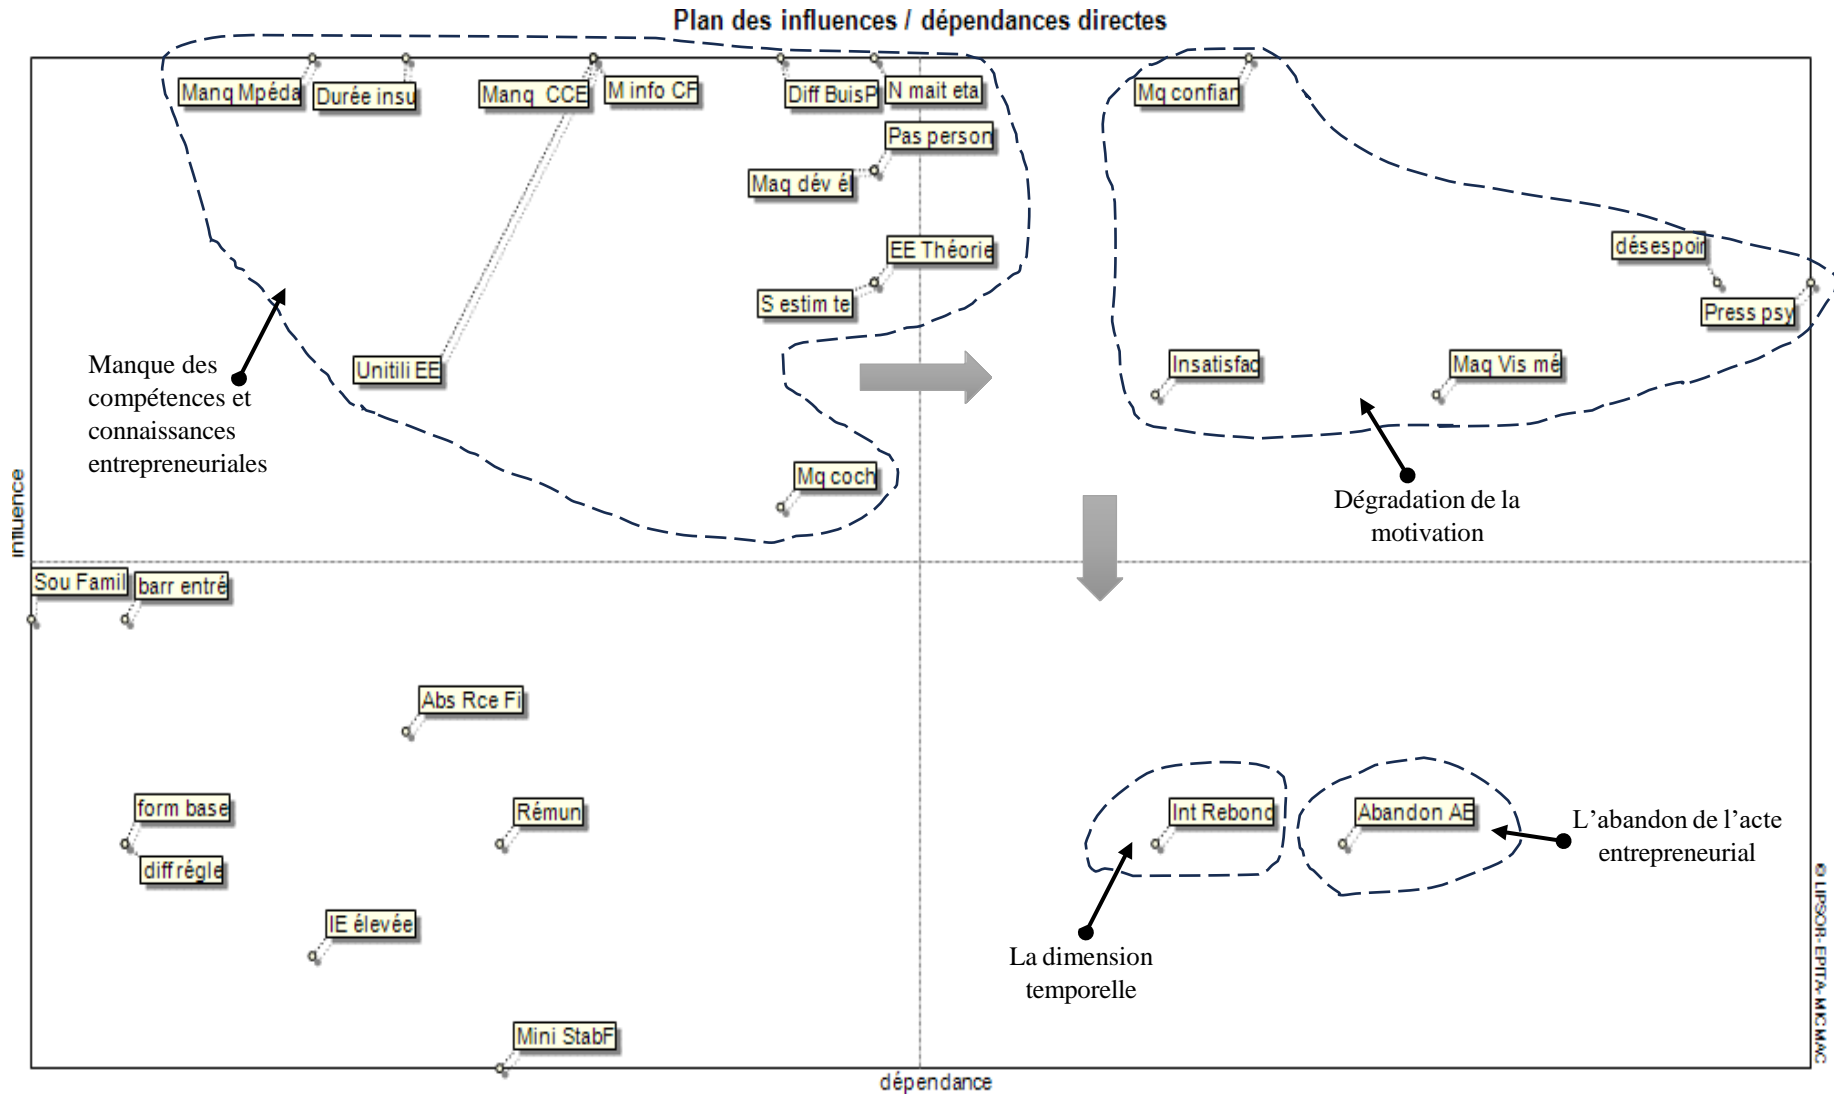 Plan des influences / dépendances directes
Manq Mpéda
Durée insu
Manq CCE
M info CF
Diff BuisP
N mait eta
Mq confian
Pas person
Maq dév él
EE Théorie
S estim te
désespoir
Press psy
Unitili EE
Insatisfac
Maq Vis mé
Manque des
compétences et
connaissances
entrepreneuriales
Mq coch
Dégradation de la
motivation
influence
Sou Famil
barr entré
Abs Rce Fi
form base
diff régle
Rémun
Int Rebond
Abandon AE
L’abandon de l’acte
entrepreneurial
IE élevée
La dimension
temporelle
Mini StabF
dépendance
© LIPSOR-EPITA-MICMAC